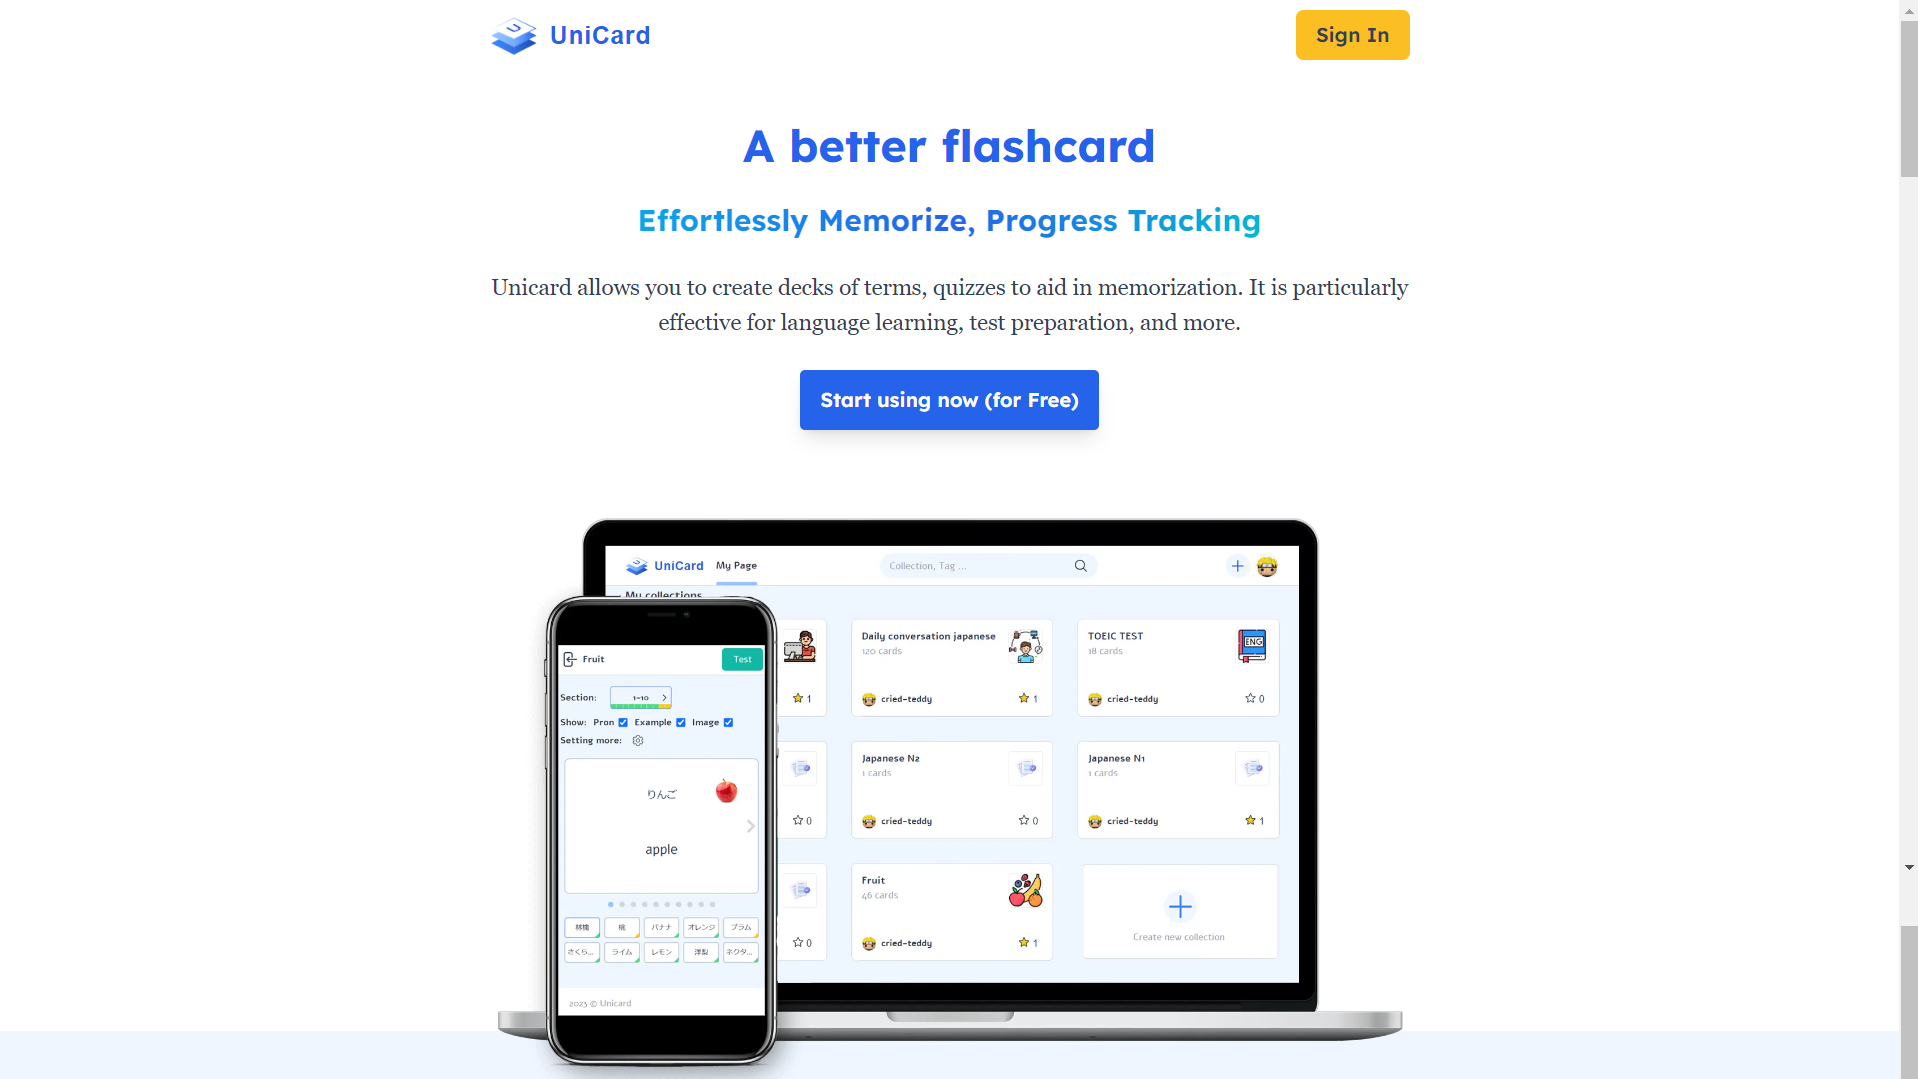 UniCard
Sign In
A better flashcard
Effortlessly Memorize, Progress Tracking
Unicard allows you to create decks of terms, quizzes to aid in memorization. It is particularly
effective for language learning, test preparation, and more.
Start using now (for Free)
UniCard
My Page
Collection, Tag ...
My collections
1
Daily conversation japanese
120 cards
cried-teddy
1
TOEIC TEST
18 cards
ENG
cried-teddy
0
0
Japanese N2
1 cards
cried-teddy
0
Japanese N1
1 cards
cried-teddy
1
0
Fruit
46 cards
cried-teddy
1
Create new collection
Fruit
Test
Section:
1-10
Show: Pron Example Image
Setting more:
りんご
apple
林檎
桃
バナナ
オレンジ
プラム
さくら...
ライム
レモン
洋梨
ネクタ...
2023 © Unicard